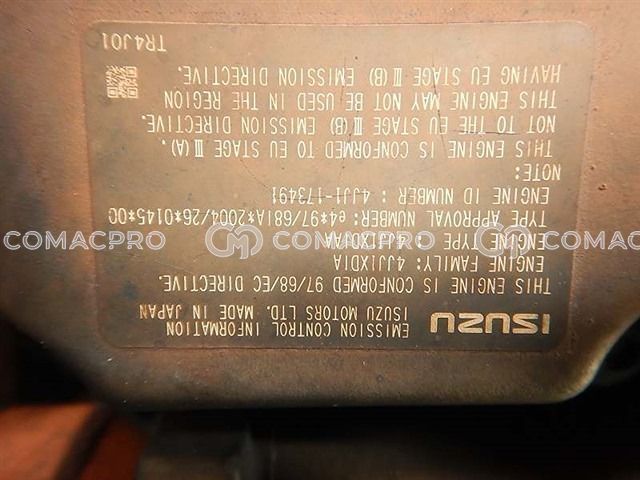 ISUZU
EMISSION CONTROL INFORMATION
ISUZU MOTORS LTD. MADE IN JAPAN
THIS ENGINE IS CONFORMED 97/68/EC DIRECTIVE.
ENGINE FAMILY: 4JJ1XDIA
ENGINE TYPE
TYPE APPROVAL NUMBER: e4*97/68IA*2004/26*0145*00
ENGINE ID NUMBER : 4JJ1-173491
NOTE:
THIS ENGINE IS CONFORMED TO EU STAGE Ⅲ(A),
NOT TO THE EU STAGE Ⅲ(B) EMISSION DIRECTIVE.
THIS ENGINE MAY NOT BE USED IN THE REGION
HAVING EU STAGE Ⅲ(B) EMISSION DIRECTIVE.
TR4J01
COMACPRO
COMACPRO
COMACPRO